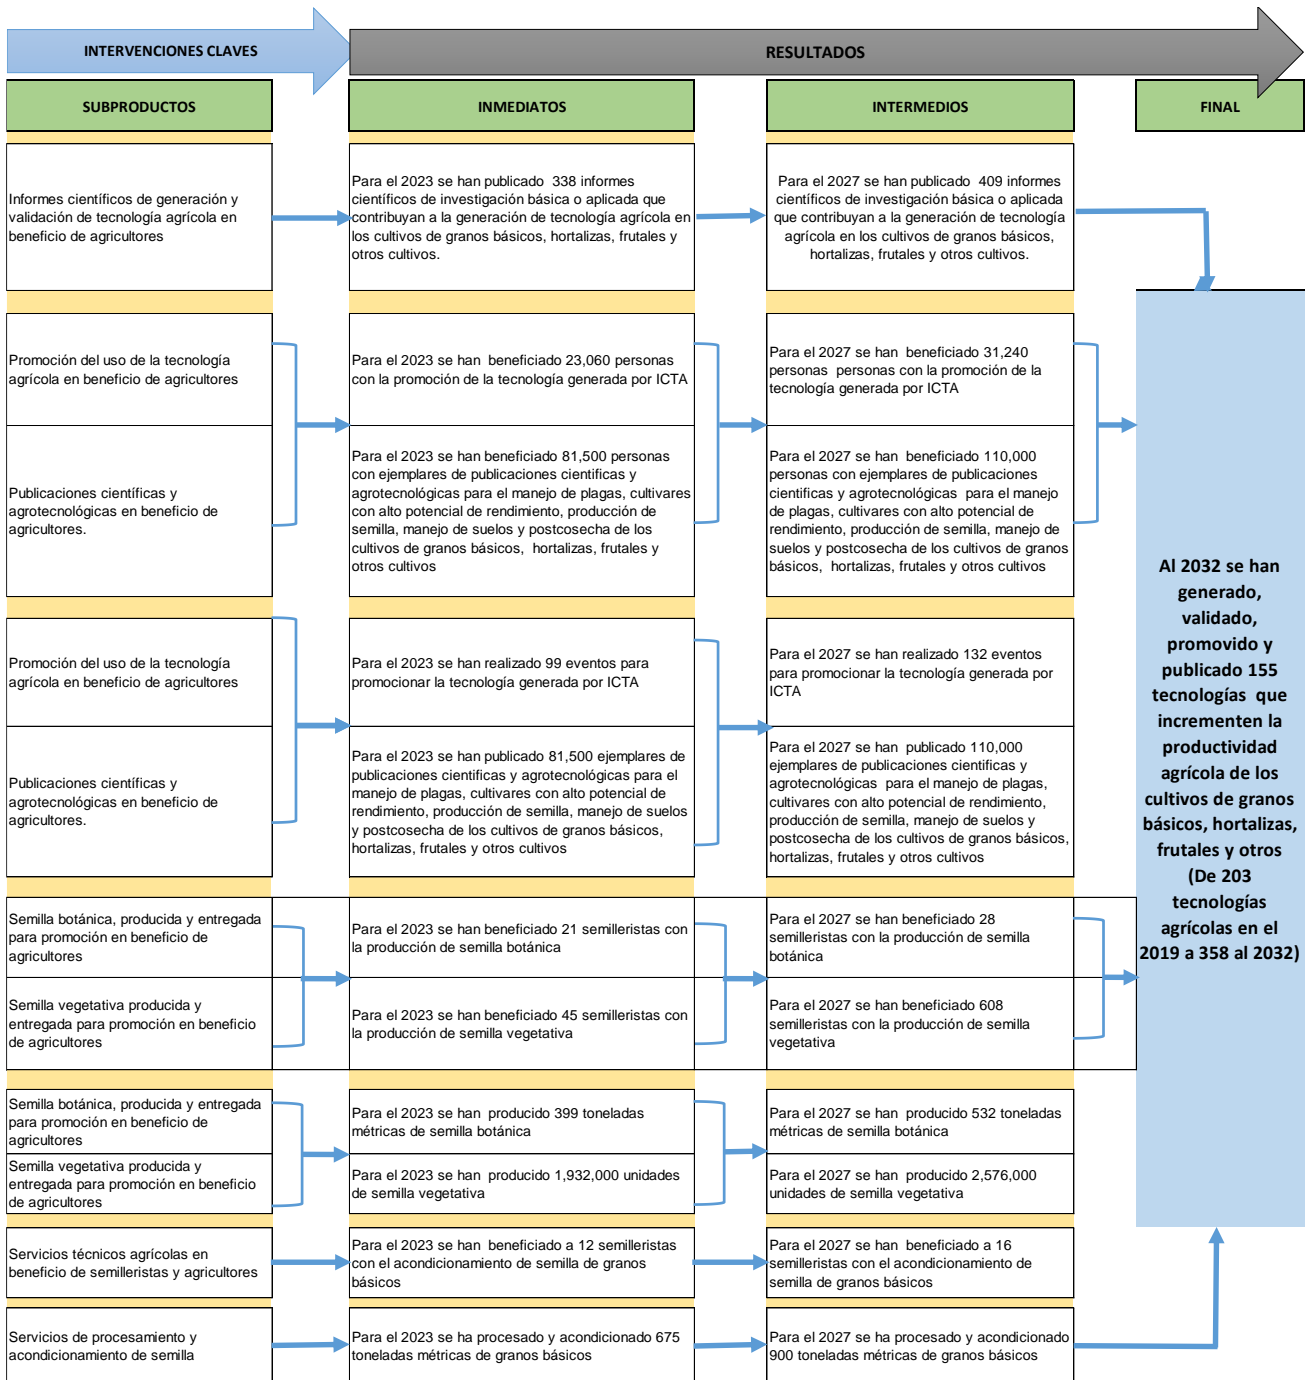 INTERVENCIONES CLAVES
RESULTADOS
SUBPRODUCTOS
INMEDIATOS
INTERMEDIOS
FINAL
Informes científicos de generación y
validación de tecnología agrícola en
beneficio de agricultores
Para el 2023 se han publicado 338 informes
científicos de investigación básica o aplicada que
contribuyan a la generación de tecnología agrícola en
los cultivos de granos básicos, hortalizas, frutales y
otros cultivos.
Para el 2027 se han publicado 409 informes
científicos de investigación básica o aplicada
que contribuyan a la generación de tecnología
agrícola en los cultivos de granos básicos,
hortalizas, frutales y otros cultivos.
Promoción del uso de la tecnología
agrícola en beneficio de agricultores
Para el 2023 se han beneficiado 23,060 personas
con la promoción de la tecnología generada por ICTA
Para el 2027 se han beneficiado 31,240
personas personas con la promoción de la
tecnología generada por ICTA
Publicaciones científicas y
agrotecnológicas en beneficio de
agricultores.
Para el 2023 se han beneficiado 81,500 personas
con ejemplares de publicaciones cientificas y
agrotecnológicas para el manejo de plagas, cultivares
con alto potencial de rendimiento, producción de
semilla, manejo de suelos y postcosecha de los
cultivos de granos básicos, hortalizas, frutales y
otros cultivos
Para el 2027 se han beneficiado 110,000
personas con ejemplares de publicaciones
cientificas y agrotecnológicas para el manejo
de plagas, cultivares con alto potencial de
rendimiento, producción de semilla, manejo de
suelos y postcosecha de los cultivos de granos
básicos, hortalizas, frutales y otros cultivos
Promoción del uso de la tecnología
agrícola en beneficio de agricultores
Para el 2023 se han realizado 99 eventos para
promocionar la tecnología generada por ICTA
Para el 2027 se han realizado 132 eventos
para promocionar la tecnología generada por
ICTA
Publicaciones científicas y
agrotecnológicas en beneficio de
agricultores.
Para el 2023 se han publicado 81,500 ejemplares de
publicaciones cientificas y agrotecnológicas para el
manejo de plagas, cultivares con alto potencial de
rendimiento, producción de semilla, manejo de suelos
y postcosecha de los cultivos de granos básicos,
hortalizas, frutales y otros cultivos
Para el 2027 se han publicado 110,000
ejemplares de publicaciones cientificas y
agrotecnológicas para el manejo de plagas,
cultivares con alto potencial de rendimiento,
producción de semilla, manejo de suelos y
postcosecha de los cultivos de granos básicos,
hortalizas, frutales y otros cultivos
Semilla botánica, producida y entregada
para promoción en beneficio de
agricultores
Para el 2023 se han beneficiado 21 semilleristas con
la producción de semilla botánica
Para el 2027 se han beneficiado 28
semilleristas con la producción de semilla
botánica
Semilla vegetativa producida y
entregada para promoción en beneficio
de agricultores
Para el 2023 se han beneficiado 45 semilleristas con
la producción de semilla vegetativa
Para el 2027 se han beneficiado 608
semilleristas con la producción de semilla
vegetativa
Semilla botánica, producida y entregada
para promoción en beneficio de
agricultores
Para el 2023 se han producido 399 toneladas
métricas de semilla botánica
Para el 2027 se han producido 532 toneladas
métricas de semilla botánica
Semilla vegetativa producida y
entregada para promoción en beneficio
de agricultores
Para el 2023 se han producido 1,932,000 unidades
de semilla vegetativa
Para el 2027 se han producido 2,576,000
unidades de semilla vegetativa
Servicios técnicos agrícolas en
beneficio de semilleristas y agricultores
Para el 2023 se han beneficiado a 12 semilleristas
con el acondicionamiento de semilla de granos
básicos
Para el 2027 se han beneficiado a 16
semilleristas con el acondicionamiento de
semilla de granos básicos
Servicios de procesamiento y
acondicionamiento de semilla
Para el 2023 se ha procesado y acondicionado 675
toneladas métricas de granos básicos
Para el 2027 se ha procesado y acondicionado
900 toneladas métricas de granos básicos
Al 2032 se han
generado,
validado,
promovido y
publicado 155
tecnologías que
incrementen la
productividad
agrícola de los
cultivos de granos
básicos, hortalizas,
frutales y otros
(De 203
tecnologías
agrícolas en el
2019 a 358 al 2032)